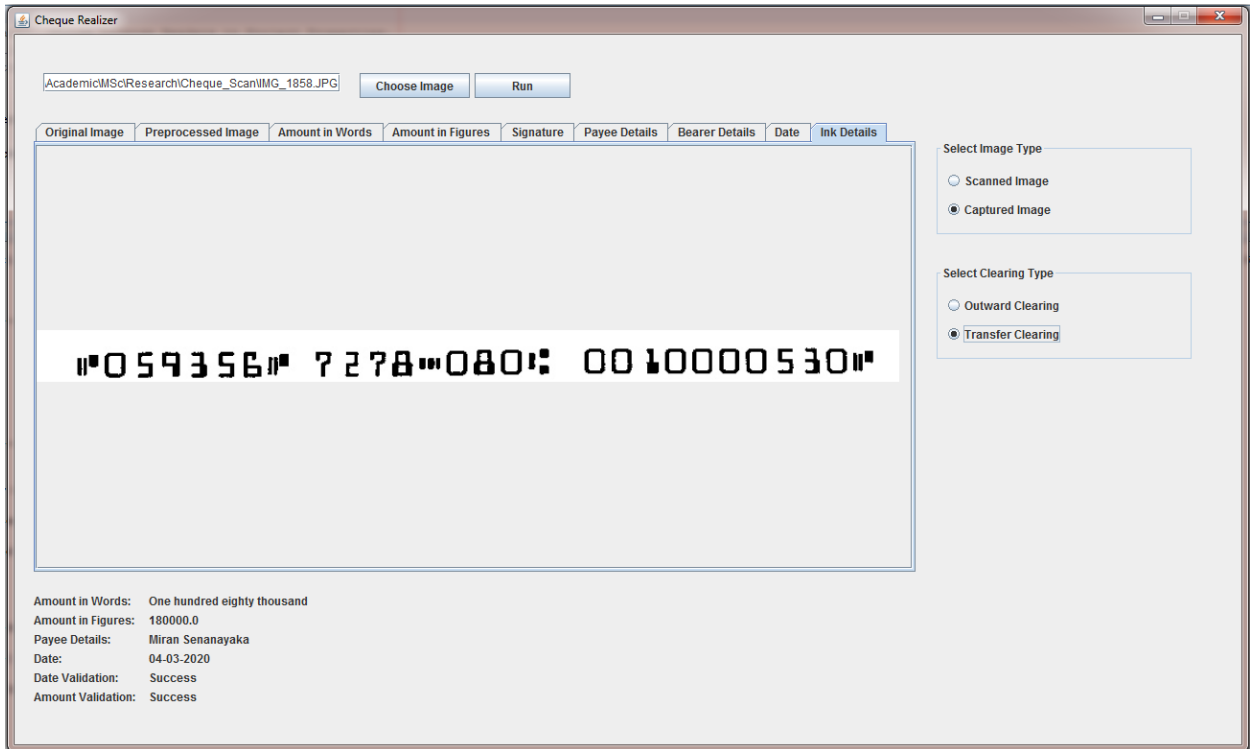 Cheque Realizer
Academic\MSc\Research\Cheque_Scan\IMG_1858.JPG Choose Image Run
Original Image Preprocessed Image Amount in Words Amount in Figures Signature Payee Details Bearer Details Date Ink Details
Select Image Type
Scanned Image
Captured Image
Select Clearing Type
Outward Clearing
Transfer Clearing
⑈059356⑈ 7278⑉080⑆ 0010000530⑈
Amount in Words: One hundred eighty thousand
Amount in Figures: 180000.0
Payee Details: Miran Senanayaka
Date: 04-03-2020
Date Validation: Success
Amount Validation: Success